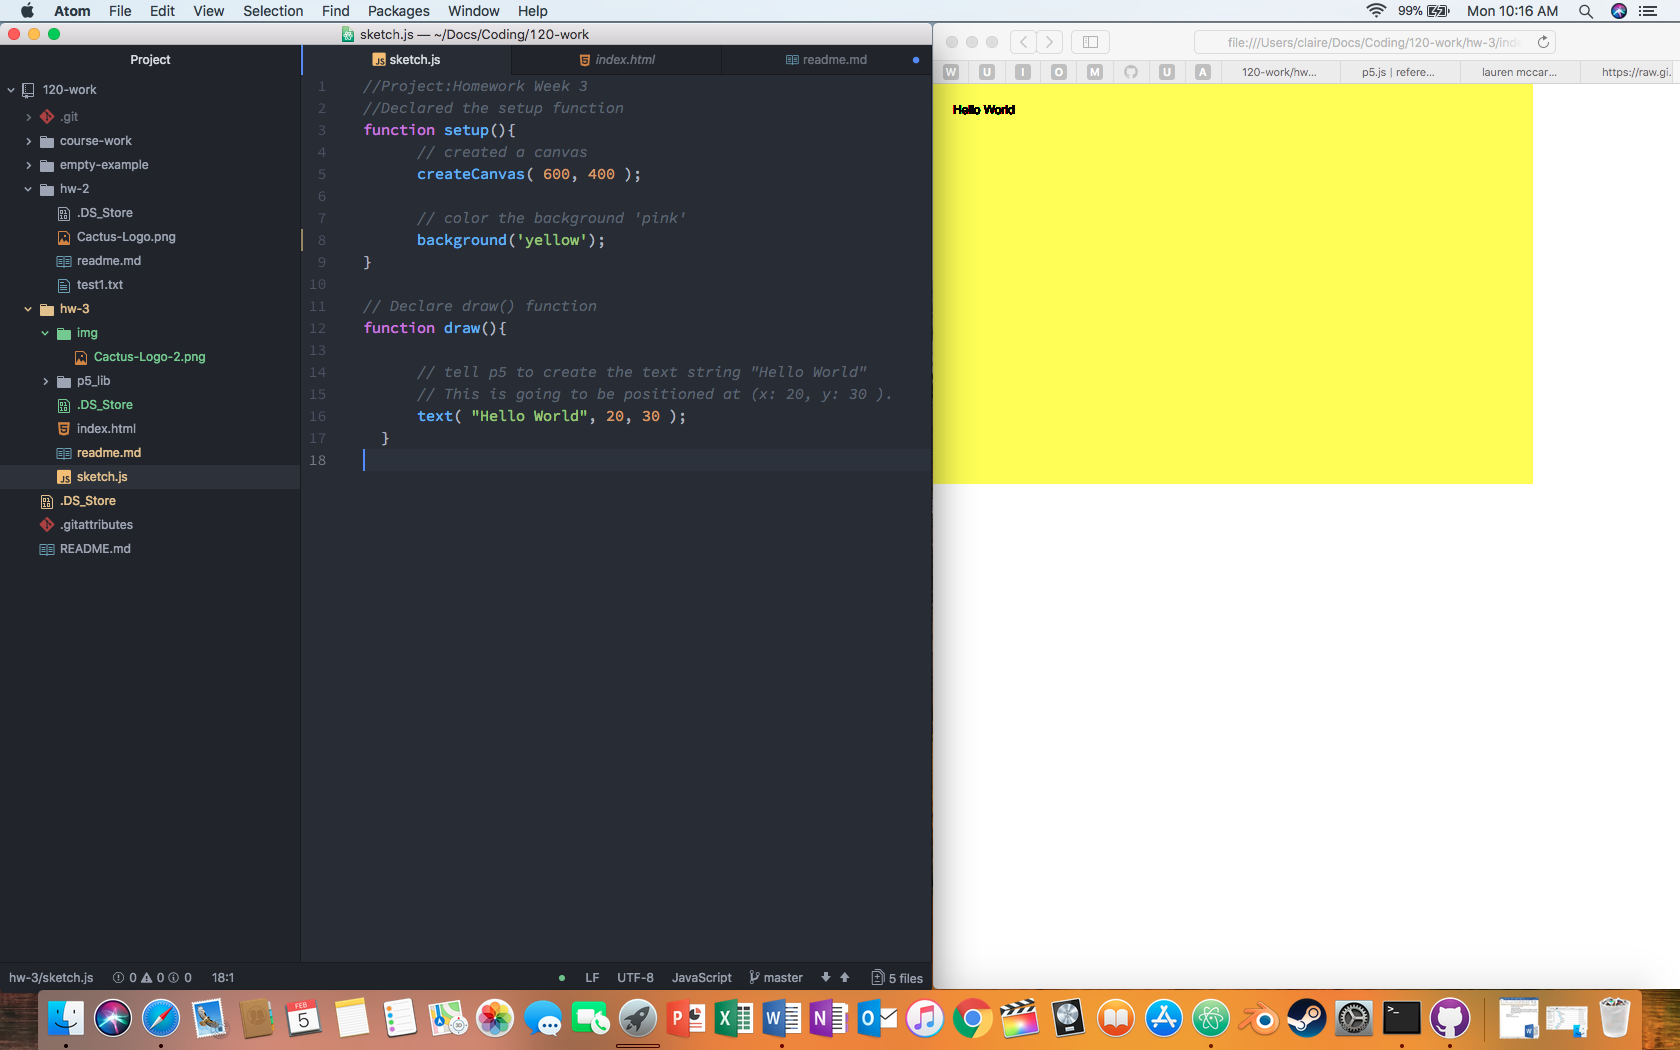 Atom File Edit View Selection Find Packages Window Help 99% Mon 10:16 AM
sketch.js — ~/Docs/Coding/120-work
file:///Users/claire/Docs/Coding/120-work/hw-3/inde
Project
sketch.js index.html readme.md
W U I O M U A 120-work/hw... p5.js | refere... lauren mccar... https://raw.gi.
120-work
.git
course-work
empty-example
hw-2
.DS_Store
Cactus-Logo.png
readme.md
test1.txt
hw-3
img
Cactus-Logo-2.png
p5_lib
.DS_Store
index.html
readme.md
sketch.js
.DS_Store
.gitattributes
README.md
1 //Project:Homework Week 3
2 //Declared the setup function
3 function setup(){
4 // created a canvas
5 createCanvas( 600, 400 );
6
7 // color the background 'pink'
8 background('yellow');
9 }
10
11 // Declare draw() function
12 function draw(){
13
14 // tell p5 to create the text string "Hello World"
15 // This is going to be positioned at (x: 20, y: 30 ).
16 text( "Hello World", 20, 30 );
17 }
18
Hello World
hw-3/sketch.js 0 0 0 18:1 LF UTF-8 JavaScript master 5 files
FEB
5